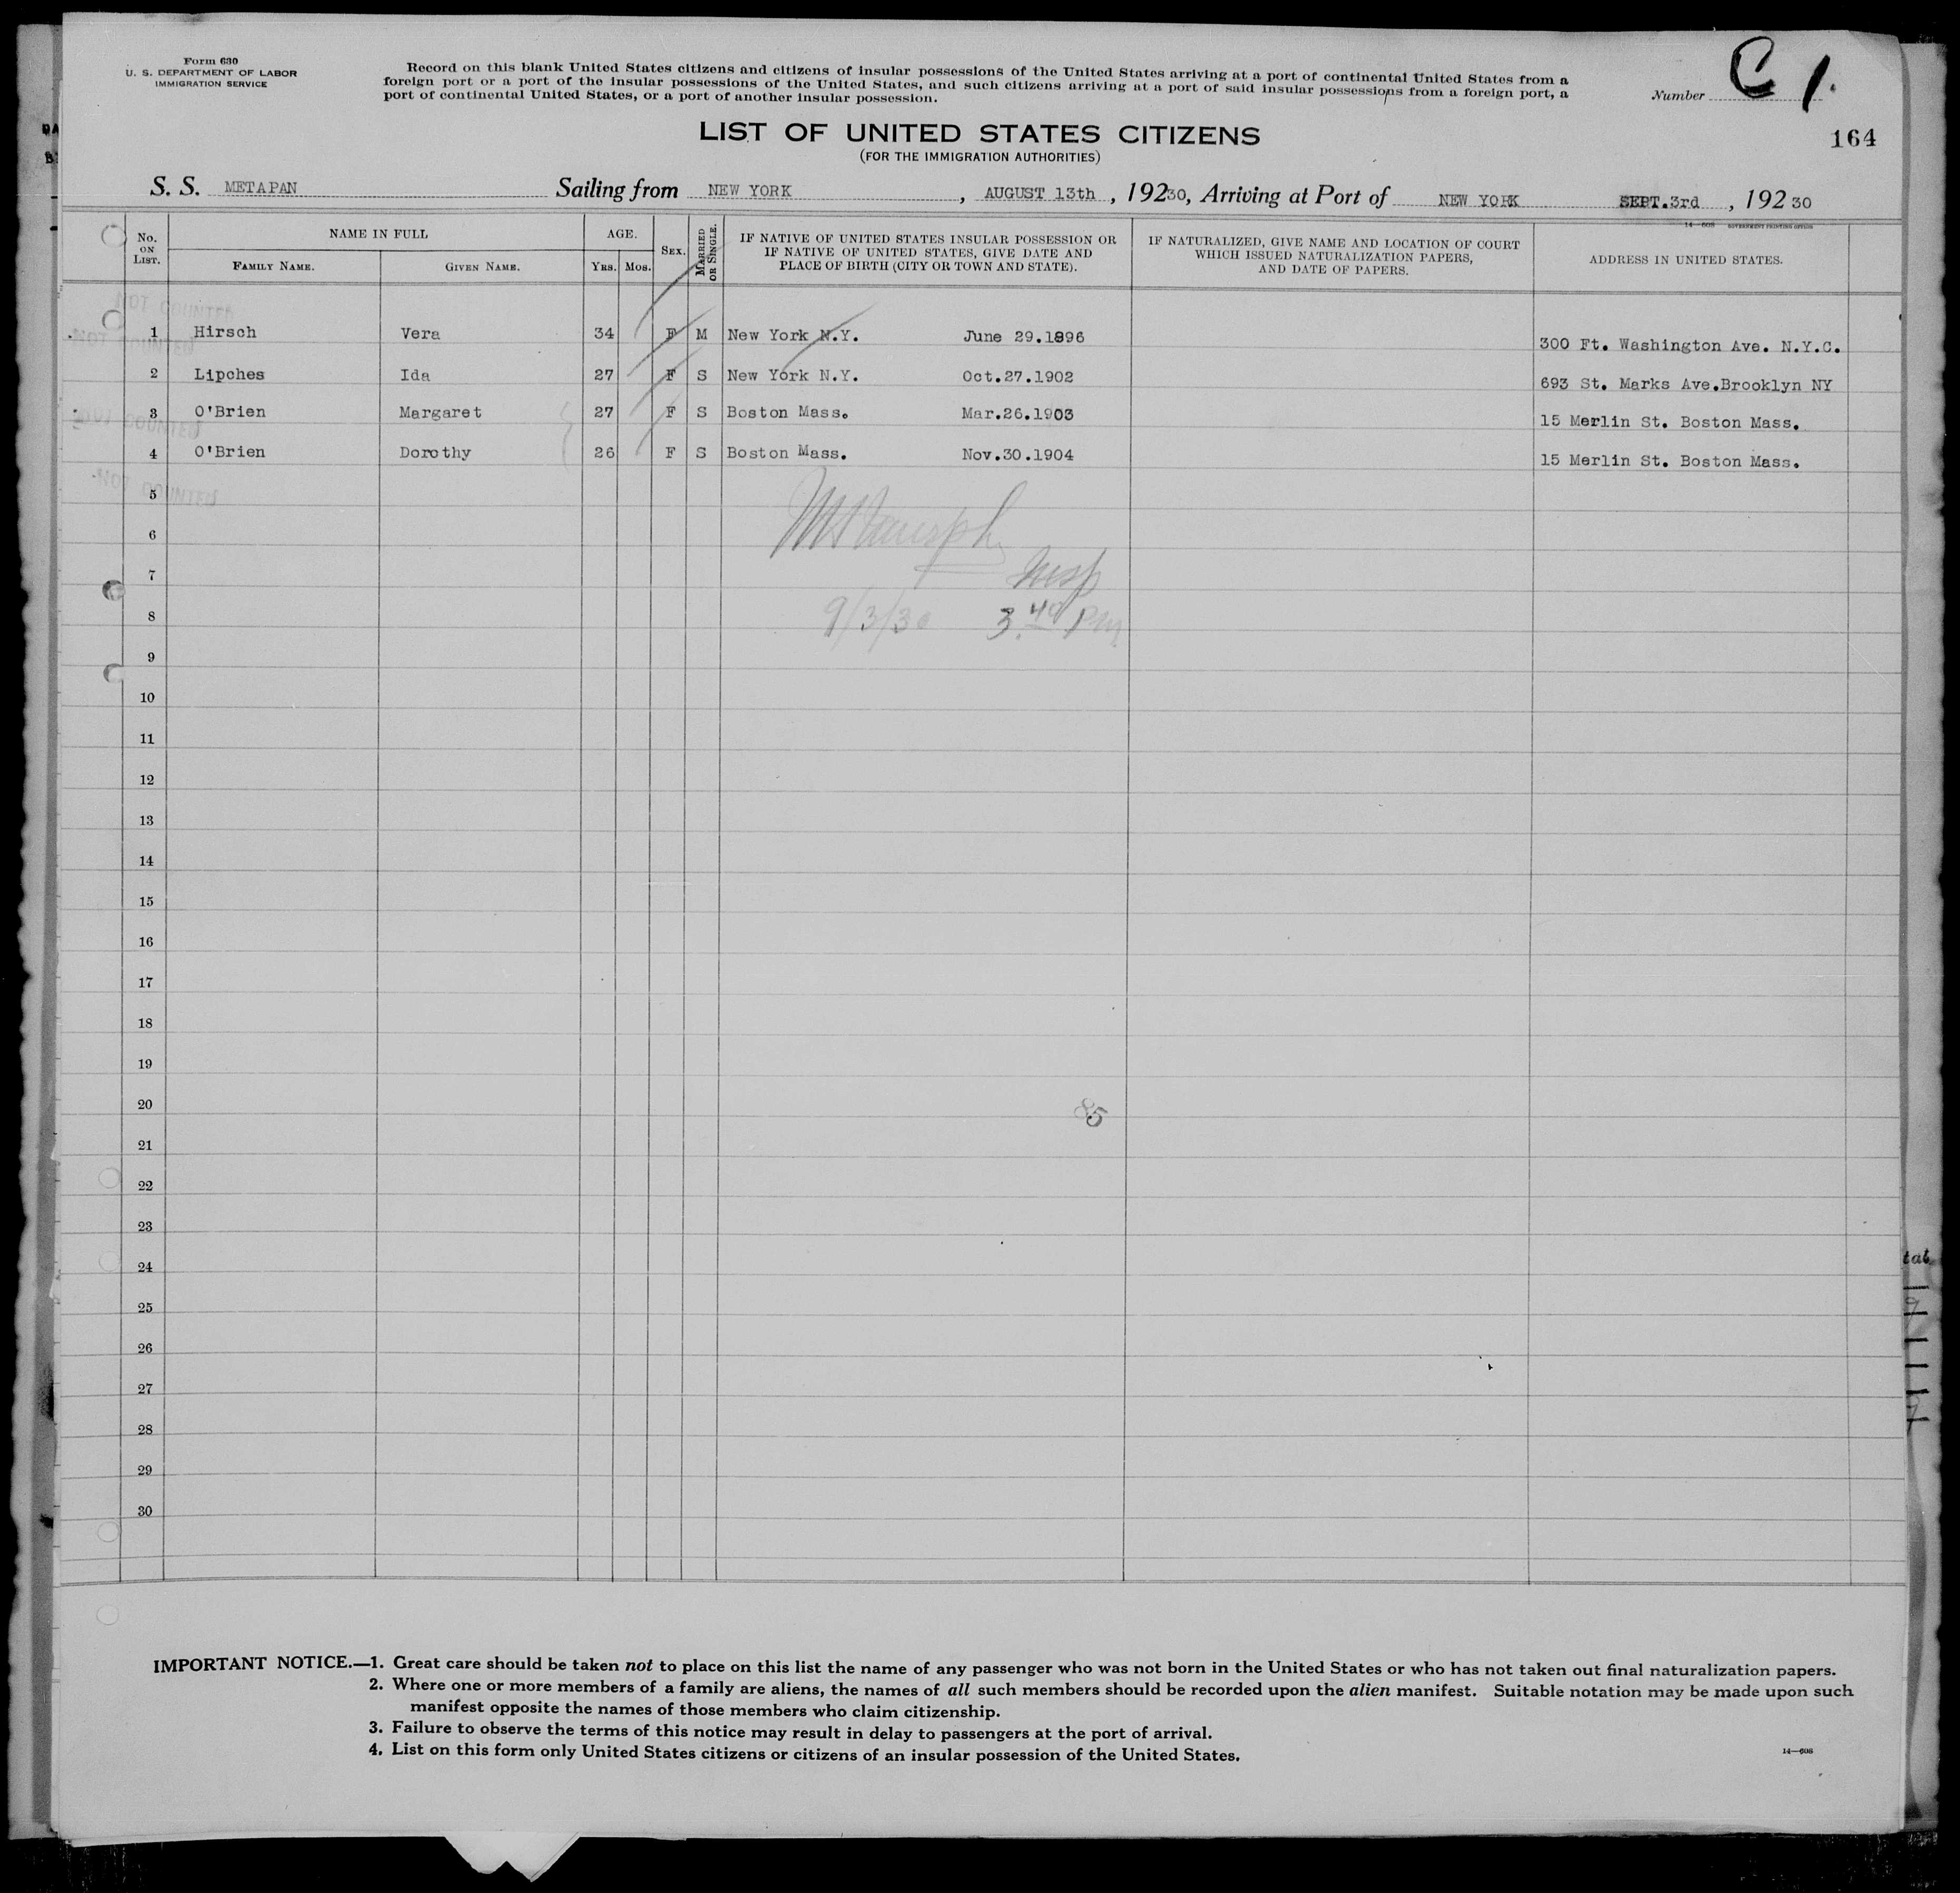 Form 630
U. S. DEPARTMENT OF LABOR
IMMIGRATION SERVICE
Record on this blank United States citizens and citizens of insular possessions of the United States arriving at a port of continental United States from a
foreign port or a port of the insular possessions of the United States, and such citizens arriving at a port of said insular possessions from a foreign port, a
port of continental United States, or a port of another insular possession.
Number C 1.
164
LIST OF UNITED STATES CITIZENS
(FOR THE IMMIGRATION AUTHORITIES)
S. S. METAPAN Sailing from NEW YORK, AUGUST 13th, 19230, Arriving at Port of NEW YORK SEPT.3rd, 192 30
14—608 GOVERNMENT PRINTING OFFICE
No. ON LIST. NAME IN FULL FAMILY NAME. GIVEN NAME. AGE. YRS. MOS. SEX. MARRIED OR SINGLE. IF NATIVE OF UNITED STATES INSULAR POSSESSION OR IF NATIVE OF UNITED STATES, GIVE DATE AND PLACE OF BIRTH (CITY OR TOWN AND STATE). IF NATURALIZED, GIVE NAME AND LOCATION OF COURT WHICH ISSUED NATURALIZATION PAPERS, AND DATE OF PAPERS. ADDRESS IN UNITED STATES.
NOT COUNTED
1 Hirsch Vera 34 F M New York N.Y. June 29.1896 300 Ft. Washington Ave. N.Y.C.
NOT COUNTED
2 Lipches Ida 27 F S New York N.Y. Oct.27.1902 693 St. Marks Ave.Brooklyn NY
3 O'Brien Margaret 27 F S Boston Mass. Mar.26.1903 15 Merlin St. Boston Mass.
NOT COUNTED
4 O'Brien Dorothy 26 F S Boston Mass. Nov.30.1904 15 Merlin St. Boston Mass.
NOT COUNTED
5
6
Insp
7
9/3/30 3.40 PM
8
9
10
11
12
13
14
15
16
17
18
19
20
85
21
22
23
24
25
26
27
28
29
30
IMPORTANT NOTICE.—1. Great care should be taken not to place on this list the name of any passenger who was not born in the United States or who has not taken out final naturalization papers.
2. Where one or more members of a family are aliens, the names of all such members should be recorded upon the alien manifest. Suitable notation may be made upon such
manifest opposite the names of those members who claim citizenship.
3. Failure to observe the terms of this notice may result in delay to passengers at the port of arrival.
4. List on this form only United States citizens or citizens of an insular possession of the United States.
14—608